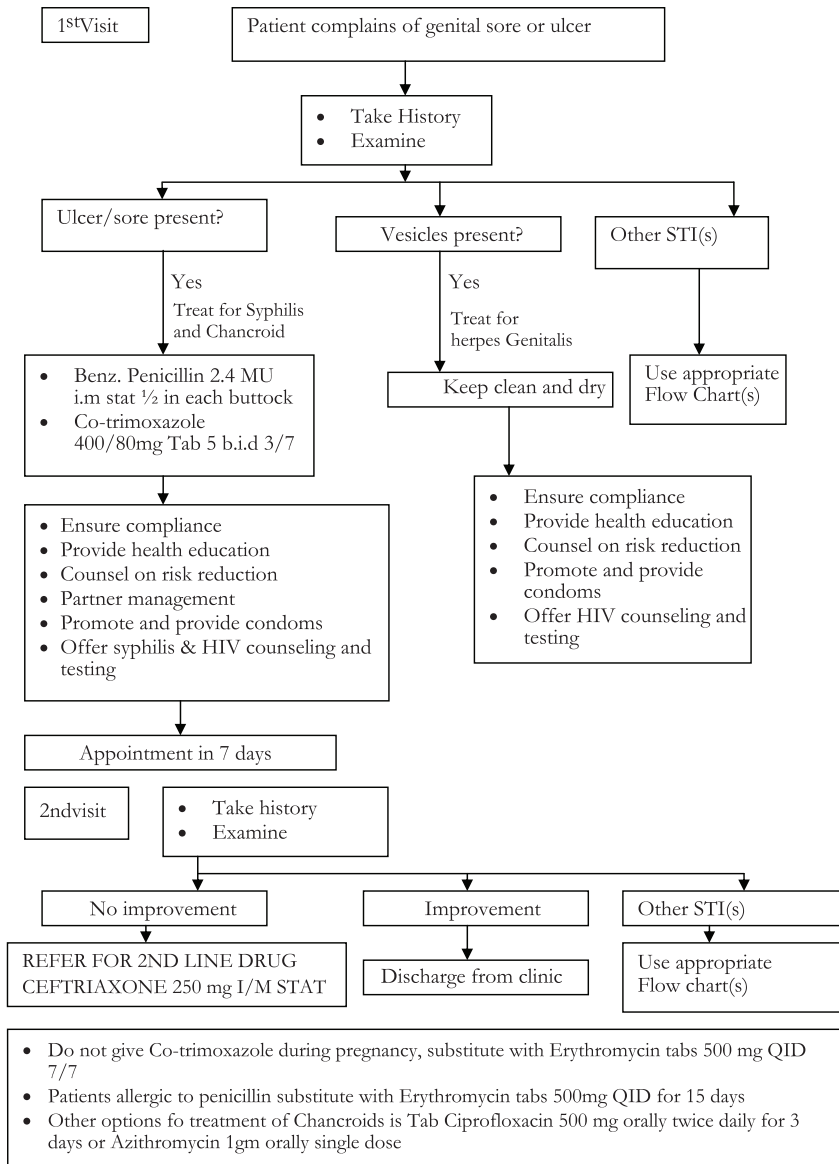 1stVisit
Patient complains of genital sore or ulcer
• Take History
• Examine
Ulcer/sore present?
Vesicles present?
Other STI(s)
Yes
Treat for Syphilis
and Chancroid
Yes
Treat for
herpes Genitalis
• Benz. Penicillin 2.4 MU
i.m stat ½ in each buttock
• Co-trimoxazole
400/80mg Tab 5 b.i.d 3/7
Keep clean and dry
Use appropriate
Flow Chart(s)
• Ensure compliance
• Provide health education
• Counsel on risk reduction
• Partner management
• Promote and provide condoms
• Offer syphilis & HIV counseling and
testing
• Ensure compliance
• Provide health education
• Counsel on risk reduction
• Promote and provide
condoms
• Offer HIV counseling and
testing
Appointment in 7 days
2ndvisit
• Take history
• Examine
No improvement
Improvement
Other STI(s)
REFER FOR 2ND LINE DRUG
CEFTRIAXONE 250 mg I/M STAT
Discharge from clinic
Use appropriate
Flow chart(s)
• Do not give Co-trimoxazole during pregnancy, substitute with Erythromycin tabs 500 mg QID
7/7
• Patients allergic to penicillin substitute with Erythromycin tabs 500mg QID for 15 days
• Other options fo treatment of Chancroids is Tab Ciprofloxacin 500 mg orally twice daily for 3
days or Azithromycin 1gm orally single dose